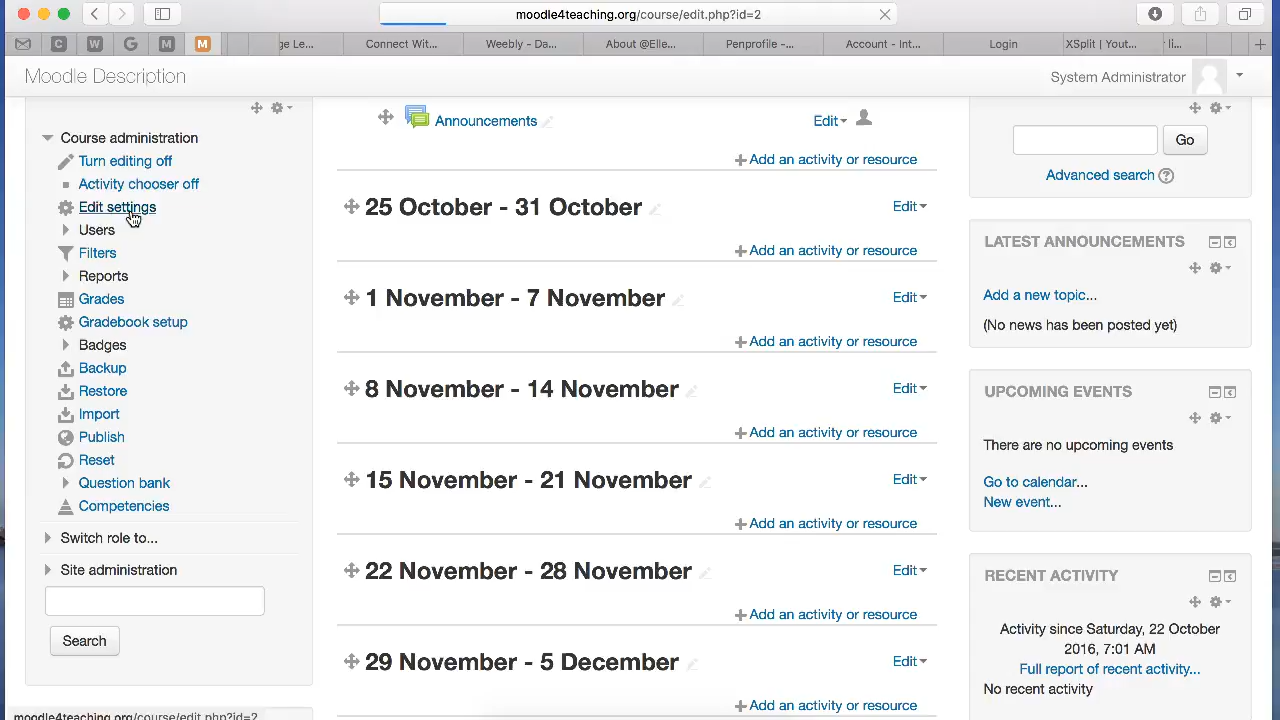 moodle4teaching.org/course/edit.php?id=2
C W G M M ge Le... Connect Wit... Weebly - Da... About @Elle... Penprofile -... Account - Int... Login XSplit | Yout... li...
Moodle Description
System Administrator
Course administration
Turn editing off
Activity chooser off
Edit settings
Users
Filters
Reports
Grades
Gradebook setup
Badges
Backup
Restore
Import
Publish
Reset
Question bank
Competencies
Switch role to...
Site administration
Search
moodle4teaching.org/course/edit.php?id=2
Announcements
Edit
Add an activity or resource
25 October - 31 October
Edit
Add an activity or resource
1 November - 7 November
Edit
Add an activity or resource
8 November - 14 November
Edit
Add an activity or resource
15 November - 21 November
Edit
Add an activity or resource
22 November - 28 November
Edit
Add an activity or resource
29 November - 5 December
Edit
Add an activity or resource
Go
Advanced search ?
LATEST ANNOUNCEMENTS
Add a new topic...
(No news has been posted yet)
UPCOMING EVENTS
There are no upcoming events
Go to calendar...
New event...
RECENT ACTIVITY
Activity since Saturday, 22 October
2016, 7:01 AM
Full report of recent activity...
No recent activity